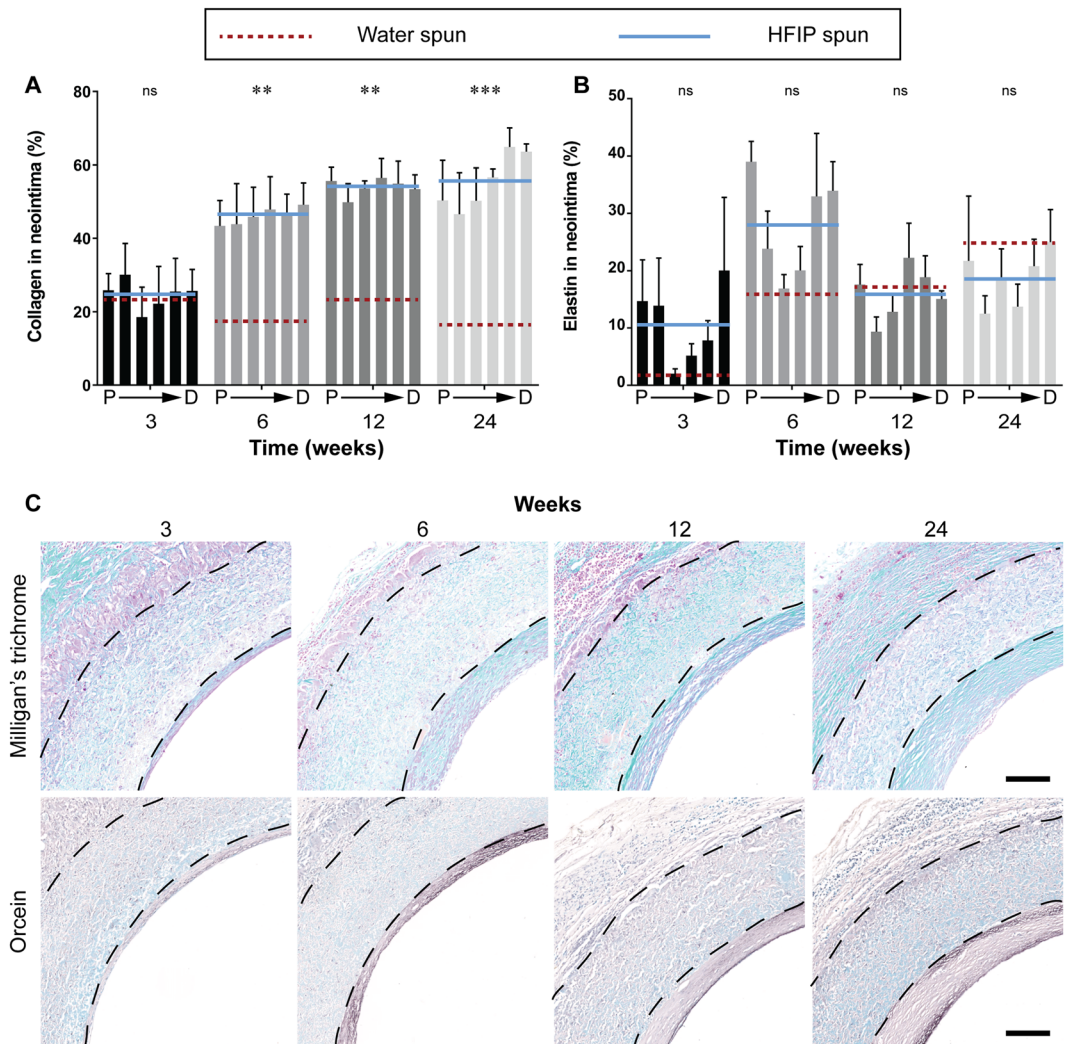 Water spun HFIP spun
A
Collagen in neointima (%)
80
60
40
20
0
ns ** ** ***
P D P D P D P D
3 6 12 24
Time (weeks)
B
Elastin in neointima (%)
50
40
30
20
10
0
ns ns ns ns
P D P D P D P D
3 6 12 24
Time (weeks)
C
Weeks
3 6 12 24
Milligan's trichrome
Orcein